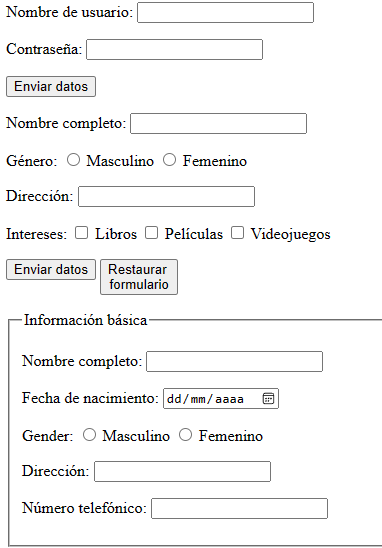 Nombre de usuario:
Contraseña:
Enviar datos
Nombre completo:
Género: Masculino Femenino
Dirección:
Intereses: Libros Películas Videojuegos
Enviar datos Restaurar
formulario
Información básica
Nombre completo:
Fecha de nacimiento: dd/mm/aaaa
Gender: Masculino Femenino
Dirección:
Número telefónico: